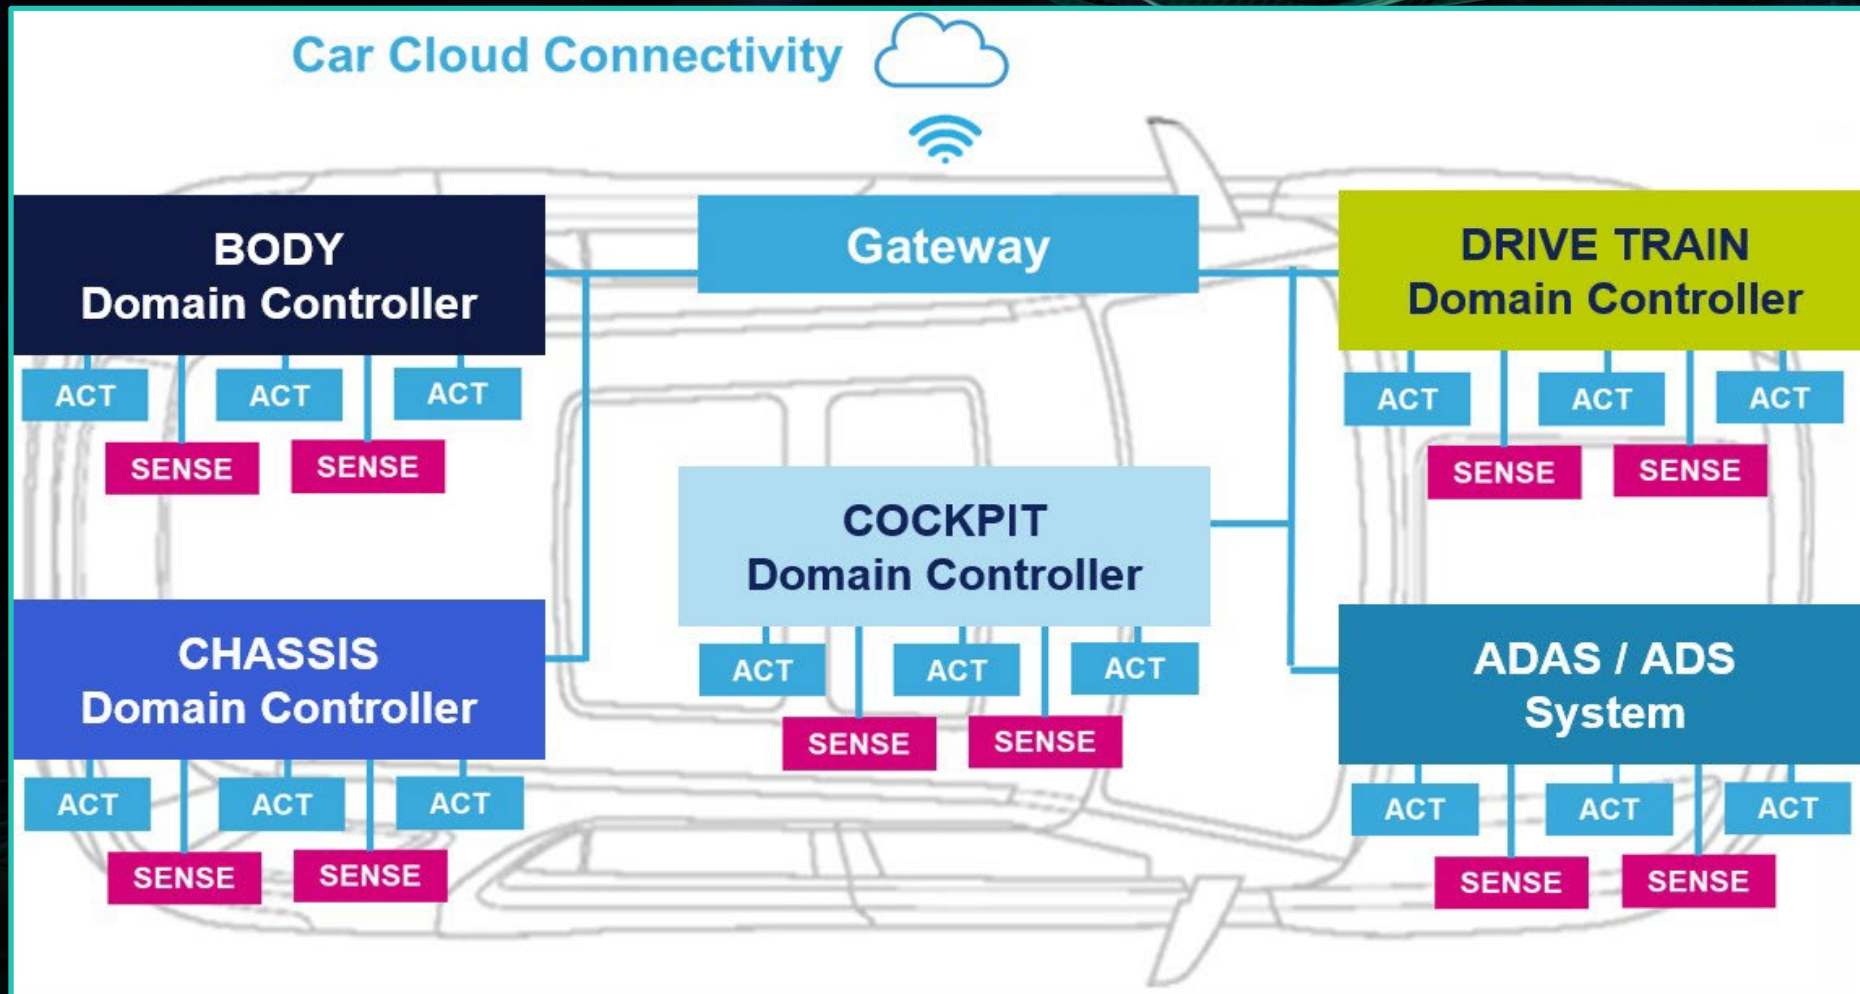 Car Cloud Connectivity
BODY
Domain Controller
ACT
ACT
ACT
SENSE
SENSE
Gateway
DRIVE TRAIN
Domain Controller
ACT
ACT
ACT
SENSE
SENSE
COCKPIT
Domain Controller
ACT
ACT
ACT
SENSE
SENSE
CHASSIS
Domain Controller
ACT
ACT
ACT
SENSE
SENSE
ADAS / ADS
System
ACT
ACT
ACT
SENSE
SENSE